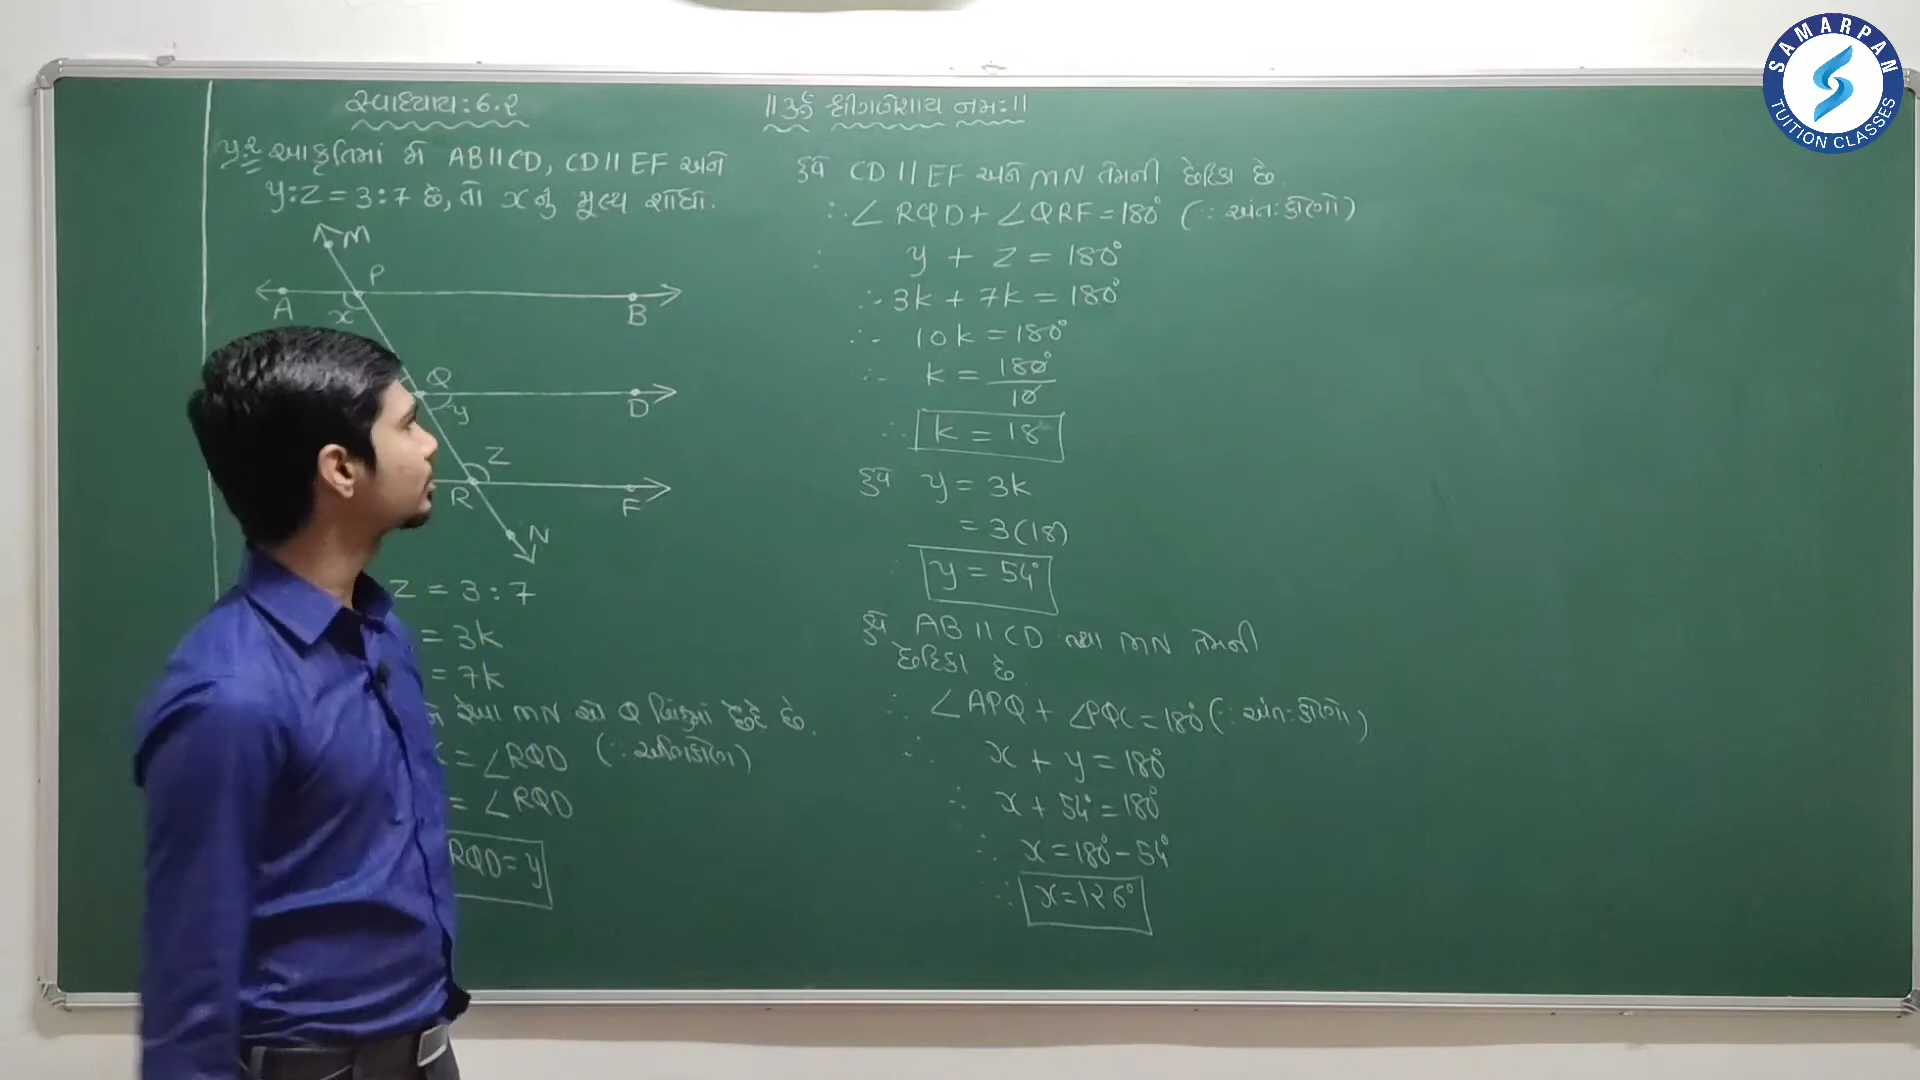 સ્વાધ્યાય: 6.2
પ્ર:2 આકૃતિમાં જો AB||CD, CD||EF અને
y:z = 3:7 છે, તો x નું મૂલ્ય શોધો.
M
P
A
x
B
Q
y
D
z
R
F
N
z = 3:7
= 3k
= 7k
રેખા MN એ Q બિંદુમાં છેદે છે.
= ∠RQD (∵ અભિકોણ)
= ∠RQD
RQD = y
||ૐ શ્રી ગણેશાય નમઃ||
હવે CD || EF અને MN તેમની છેદિકા છે.
∴ ∠RQD + ∠QRF = 180° (∵ અંતઃકોણો)
∴ y + z = 180°
∴ 3k + 7k = 180°
∴ 10k = 180°
∴ k = 180°/10
∴ k = 18
હવે y = 3k
= 3(18)
∴ y = 54°
હવે AB || CD તથા MN તેમની
છેદિકા છે.
∴ ∠APQ + ∠PQC = 180° (∵ અંતઃકોણો)
∴ x + y = 180°
∴ x + 54° = 180°
∴ x = 180° - 54°
∴ x = 126°
SAMARPAN
TUITION CLASSES